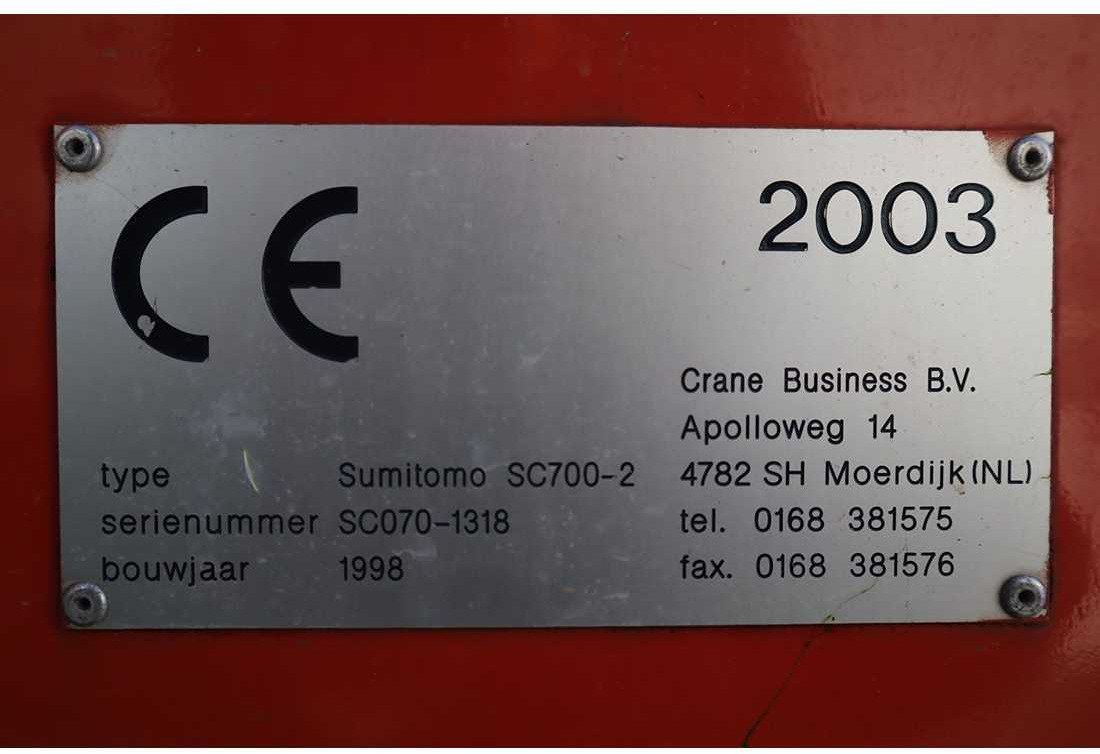 CE 2003
Crane Business B.V.
Apolloweg 14
type Sumitomo SC700-2 4782 SH Moerdijk (NL)
serienummer SC070-1318 tel. 0168 381575
bouwjaar 1998 fax. 0168 381576